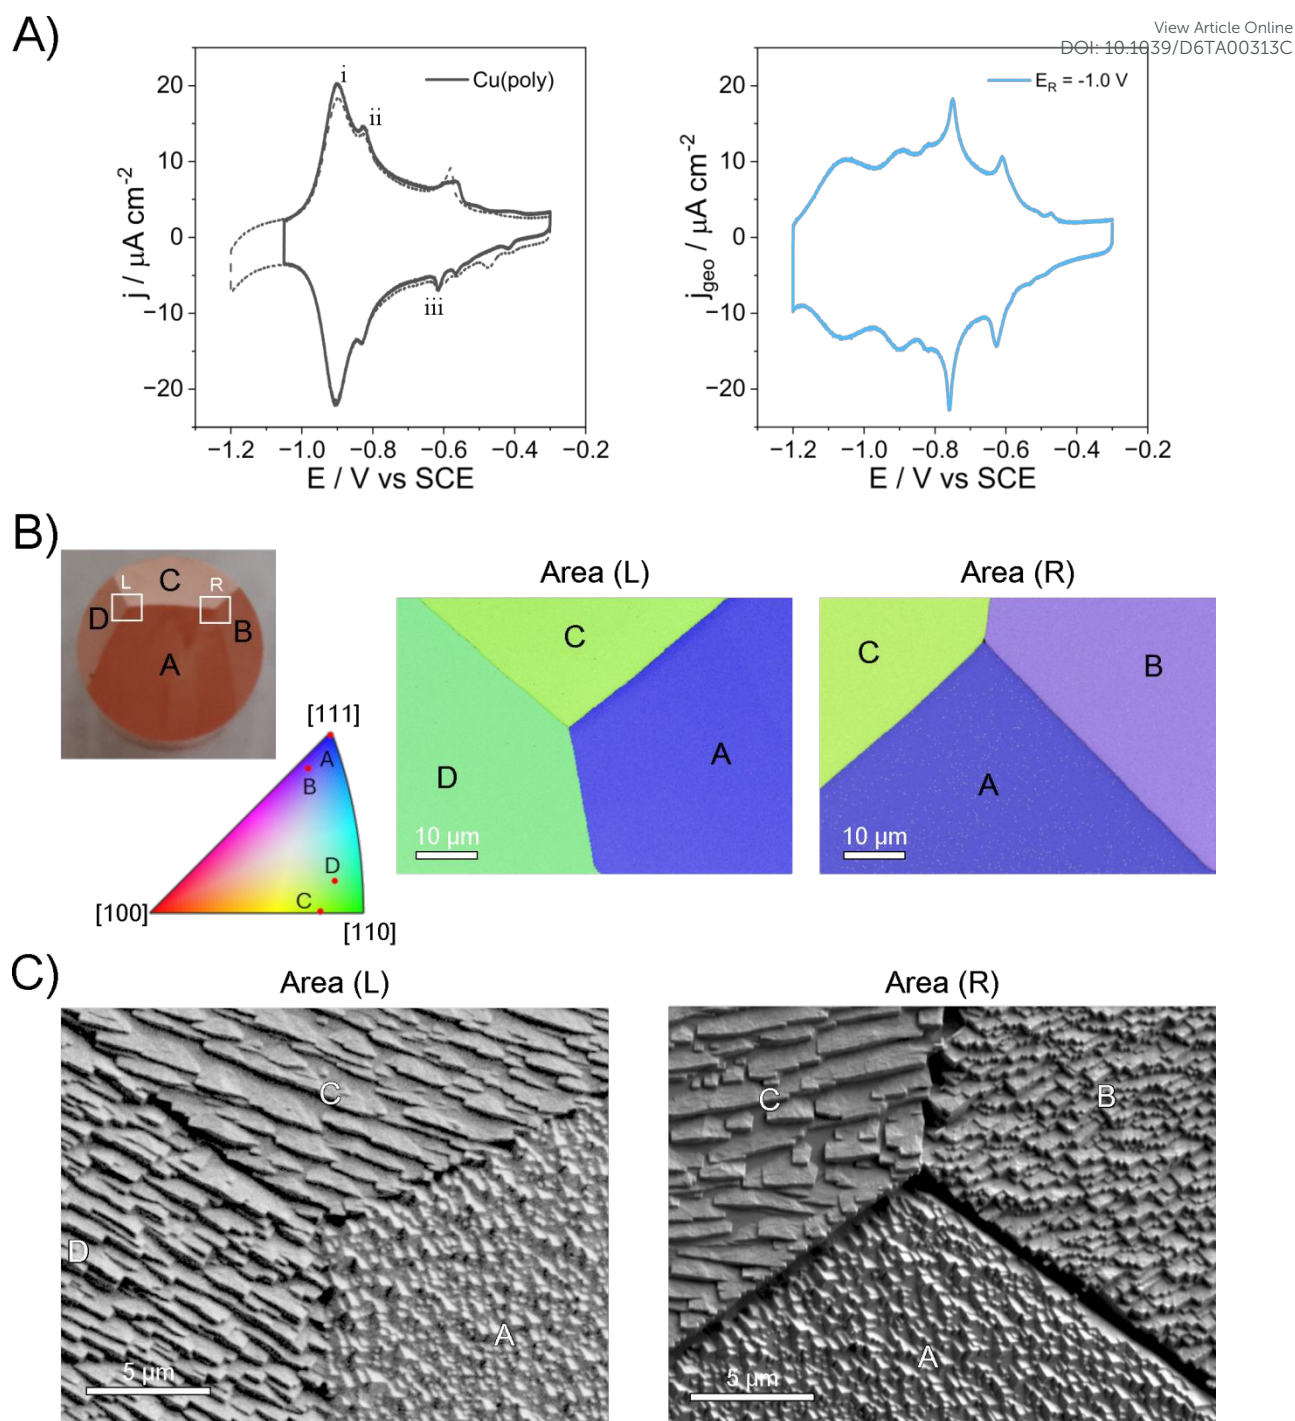 View Article Online
DOI: 10.1039/D6TA00313C
A)
j / µA cm⁻²
20
10
0
−10
−20
i
ii
iii
Cu(poly)
−1.2 −1.0 −0.8 −0.6 −0.4 −0.2
E / V vs SCE
j_geo / µA cm⁻²
20
10
0
−10
−20
E_R = -1.0 V
−1.2 −1.0 −0.8 −0.6 −0.4 −0.2
E / V vs SCE
B)
L
C
R
D
B
A
[111]
A
B
D
C
[100]
[110]
Area (L)
C
D
A
10 µm
Area (R)
C
B
A
10 µm
C)
Area (L)
C
D
A
5 µm
Area (R)
C
B
A
5 µm